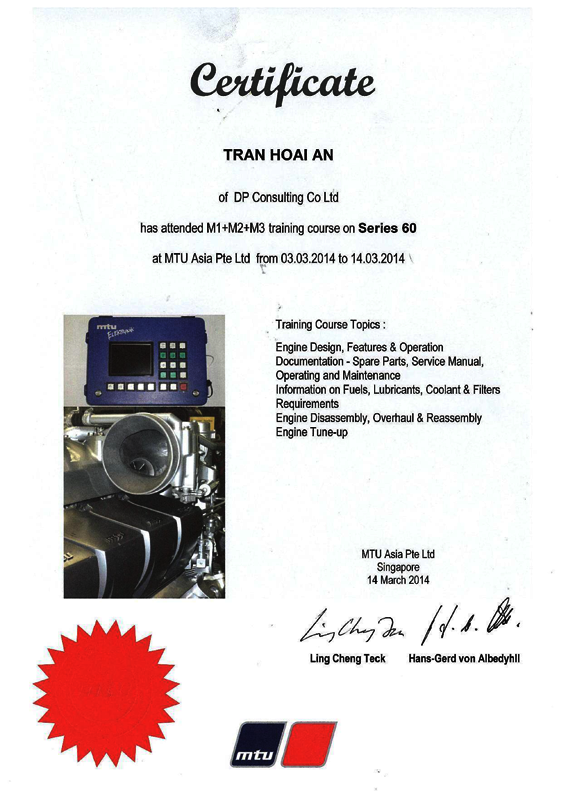 Certificate
TRAN HOAI AN
of DP Consulting Co Ltd
has attended M1+M2+M3 training course on Series 60
at MTU Asia Pte Ltd from 03.03.2014 to 14.03.2014
mtu
Elektronik
Training Course Topics :
Engine Design, Features & Operation
Documentation - Spare Parts, Service Manual,
Operating and Maintenance
Information on Fuels, Lubricants, Coolant & Filters
Requirements
Engine Disassembly, Overhaul & Reassembly
Engine Tune-up
MTU Asia Pte Ltd
Singapore
14 March 2014
Ling Cheng Teck
Hans-Gerd von Albedyhll
mtu